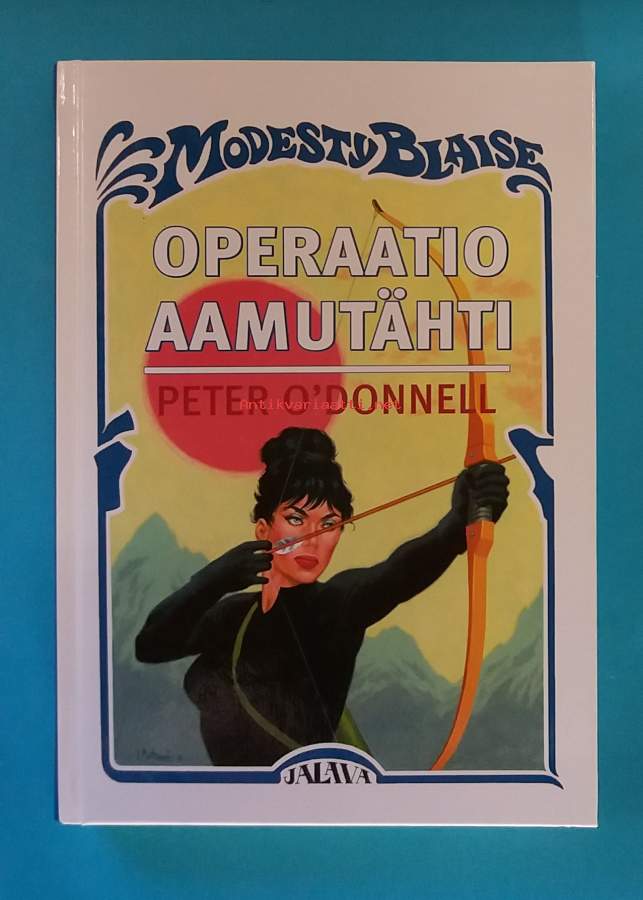 MODESTY BLAISE
OPERAATIO
AAMUTÄHTI
PETER O'DONNELL
Antikvariaatti.net
JALAVA